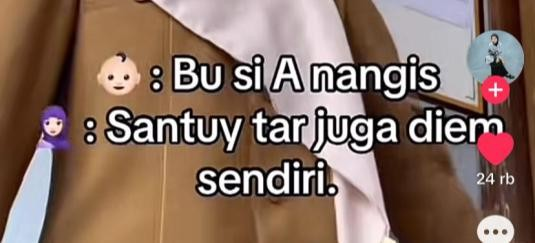 👶🏻 : Bu si A nangis
🧕🏻 : Santuy tar juga diem
sendiri.
24 rb